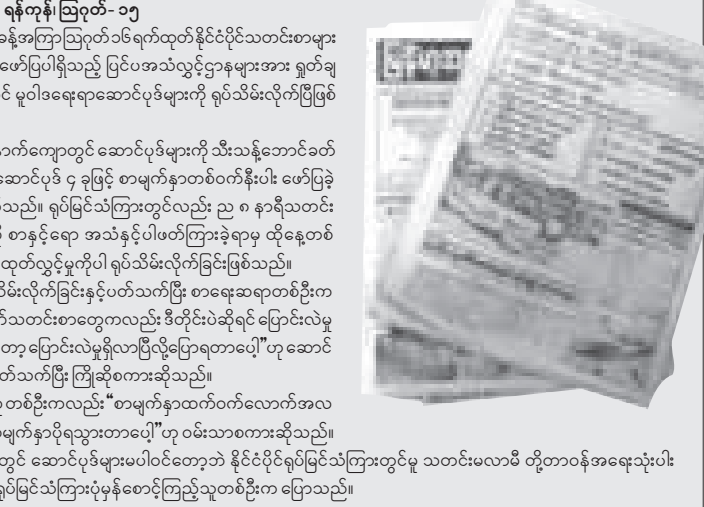 ရန်ကုန်၊ ဩဂုတ်- ၁၅
ခန့်အကြာ ဩဂုတ်၁၆ရက်ထုတ်နိုင်ငံပိုင်သတင်းစာများ
ဖော်ပြပါရှိသည့် ပြင်ပအသံလွှင့်ဌာနများအား ရှုတ်ချ
င် မူဝါဒရေးရာဆောင်ပုဒ်များကို ရုပ်သိမ်းလိုက်ပြီဖြစ်
ာက်ကျောတွင် ဆောင်ပုဒ်များကို သီးသန့်ဘောင်ခတ်
ဆောင်ပုဒ် ၄ ခုဖြင့် စာမျက်နှာတစ်ဝက်နီးပါး ဖော်ပြခဲ့
သည်။ ရုပ်မြင်သံကြားတွင်လည်း ည ၈ နာရီသတင်း
ို စာနှင့်ရော အသံနှင့်ပါဖတ်ကြားခဲ့ရာမှ ထိုနေ့တစ်
ထုတ်လွှင့်မှုကိုပါ ရုပ်သိမ်းလိုက်ခြင်းဖြစ်သည်။
သိမ်းလိုက်ခြင်းနှင့်ပတ်သက်ပြီး စာရေးဆရာတစ်ဦးက
က်သတင်းစာတွေကလည်း ဒီတိုင်းပဲဆိုရင် ပြောင်းလဲမှု
တော့ ပြောင်းလဲမှုရှိလာပြီလို့ပြောရတာပေါ့”ဟု ဆောင်
တ်သက်ပြီး ကြိုဆိုစကားဆိုသည်။
ူတစ်ဦးကလည်း “စာမျက်နှာထက်ဝက်လောက်အလ
မျက်နှာပိုရသွားတာပေါ့”ဟု ဝမ်းသာစကားဆိုသည်။
တွင် ဆောင်ပုဒ်များမပါဝင်တော့ဘဲ နိုင်ငံပိုင်ရုပ်မြင်သံကြားတွင်မူ သတင်းမလာမီ တို့တာဝန်အရေးသုံးပါး
ရုပ်မြင်သံကြားပုံမှန်စောင့်ကြည့်သူတစ်ဦးက ပြောသည်။